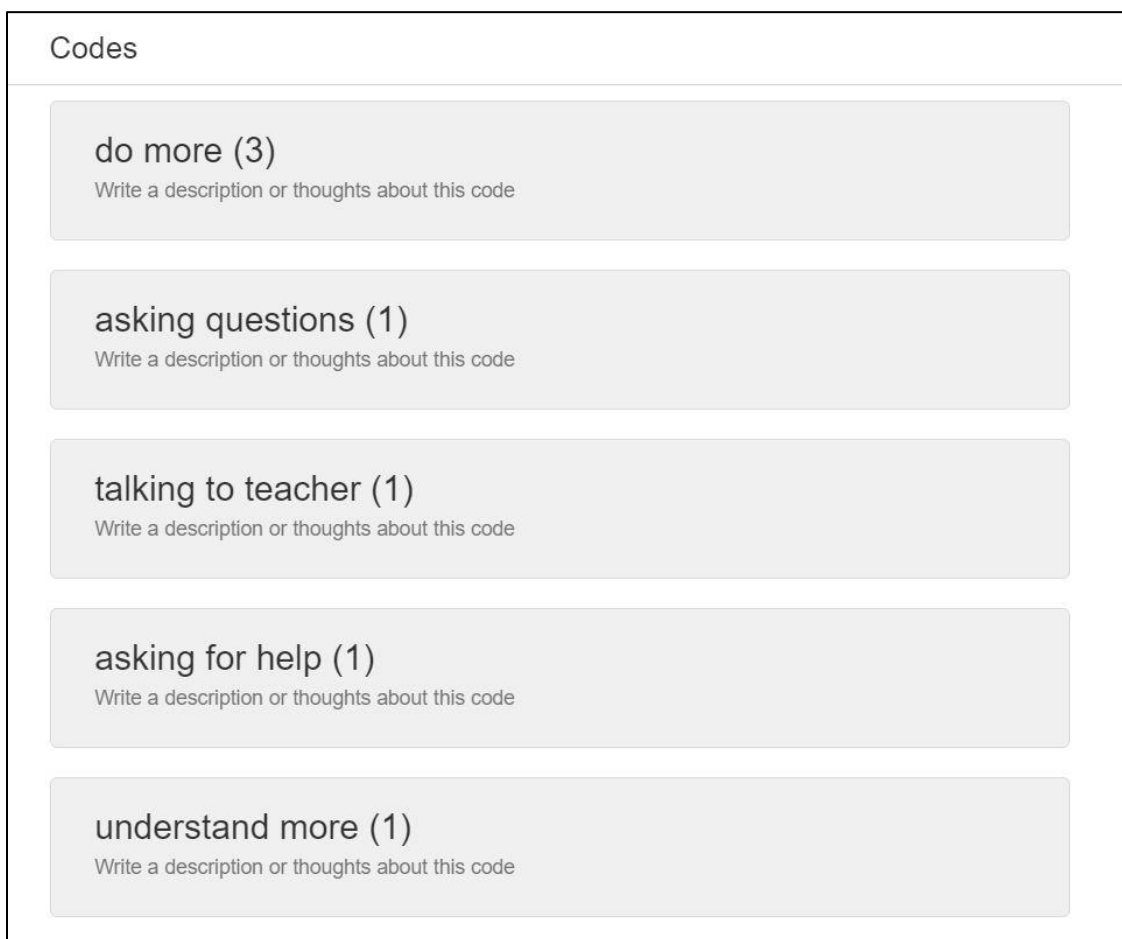 Codes
do more (3)
Write a description or thoughts about this code
asking questions (1)
Write a description or thoughts about this code
talking to teacher (1)
Write a description or thoughts about this code
asking for help (1)
Write a description or thoughts about this code
understand more (1)
Write a description or thoughts about this code